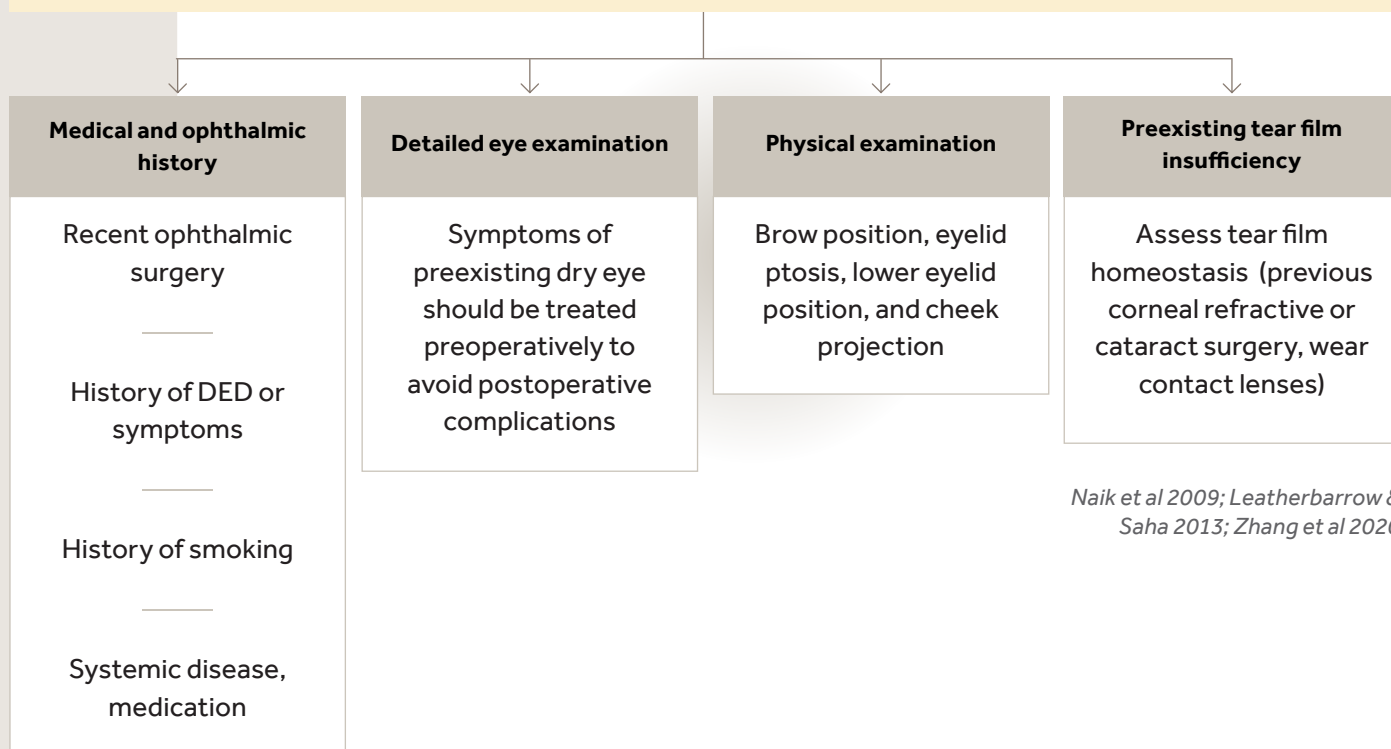 Medical and ophthalmic
history
Recent ophthalmic
surgery
History of DED or
symptoms
History of smoking
Systemic disease,
medication
Detailed eye examination
Symptoms of
preexisting dry eye
should be treated
preoperatively to
avoid postoperative
complications
Physical examination
Brow position, eyelid
ptosis, lower eyelid
position, and cheek
projection
Preexisting tear film
insufficiency
Assess tear film
homeostasis (previous
corneal refractive or
cataract surgery, wear
contact lenses)
Naik et al 2009; Leatherbarrow &
Saha 2013; Zhang et al 2020